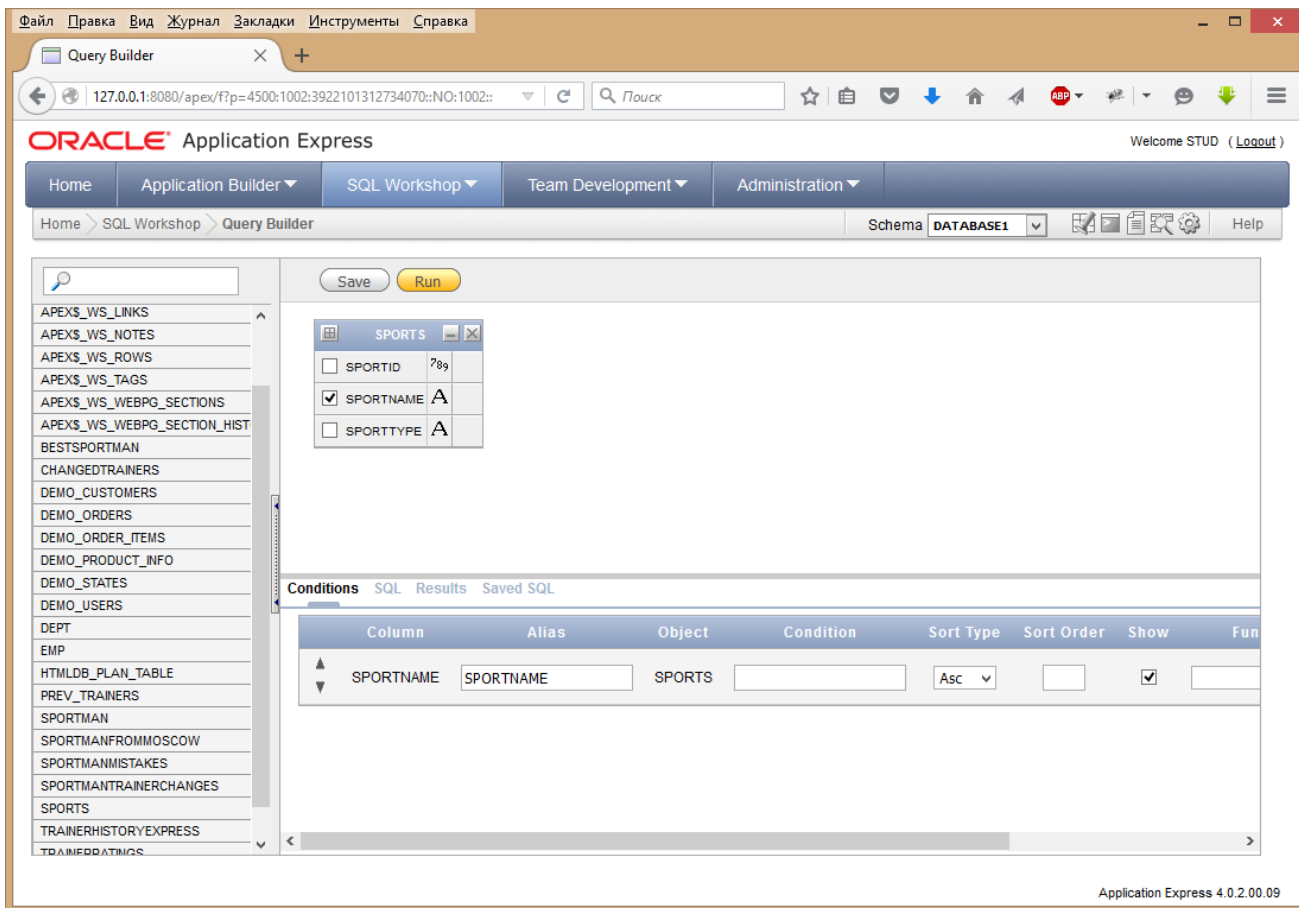 Файл Правка Вид Журнал Закладки Инструменты Справка
Query Builder
127.0.0.1:8080/apex/f?p=4500:1002:3922101312734070::NO:1002::
Поиск
ABP
ORACLE Application Express
Welcome STUD ( Logout )
Home Application Builder SQL Workshop Team Development Administration
Home SQL Workshop Query Builder
Schema DATABASE1
Help
Save Run
APEX$_WS_LINKS
APEX$_WS_NOTES
APEX$_WS_ROWS
APEX$_WS_TAGS
APEX$_WS_WEBPG_SECTIONS
APEX$_WS_WEBPG_SECTION_HIST
BESTSPORTMAN
CHANGEDTRAINERS
DEMO_CUSTOMERS
DEMO_ORDERS
DEMO_ORDER_ITEMS
DEMO_PRODUCT_INFO
DEMO_STATES
DEMO_USERS
DEPT
EMP
HTMLDB_PLAN_TABLE
PREV_TRAINERS
SPORTMAN
SPORTMANFROMMOSCOW
SPORTMANMISTAKES
SPORTMANTRAINERCHANGES
SPORTS
TRAINERHISTORYEXPRESS
TRAINERRATINGS
SPORTS
SPORTID 789
SPORTNAME A
SPORTTYPE A
Conditions SQL Results Saved SQL
Column Alias Object Condition Sort Type Sort Order Show Fun
SPORTNAME SPORTNAME SPORTS Asc
Application Express 4.0.2.00.09